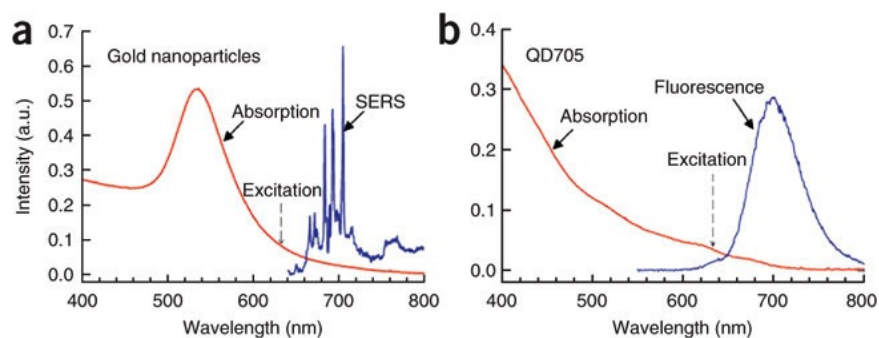 a
Gold nanoparticles
Absorption
SERS
Excitation
Intensity (a.u.)
0.7
0.6
0.5
0.4
0.3
0.2
0.1
0.0
400 500 600 700 800
Wavelength (nm)
b
QD705
Fluorescence
Absorption
Excitation
0.3
0.2
0.1
0.0
400 500 600 700 800
Wavelength (nm)